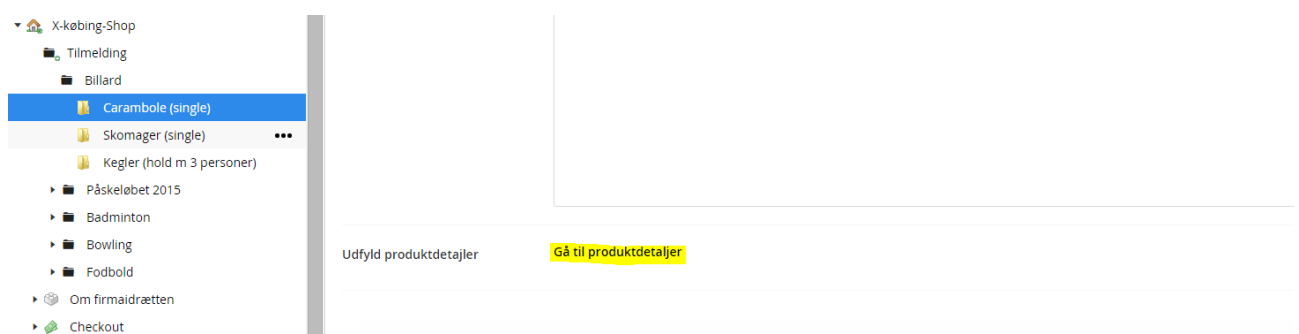 X-købing-Shop
Tilmelding
Billard
Carambole (single)
Skomager (single)
Kegler (hold m 3 personer)
Påskeløbet 2015
Badminton
Bowling
Fodbold
Om firmaidrætten
Checkout
Udfyld produktdetajler
Gå til produktdetaljer